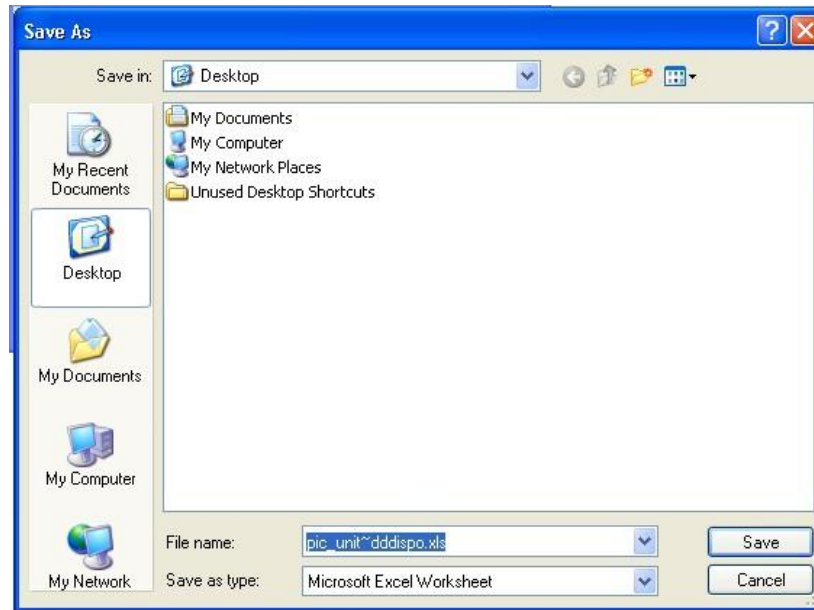 Save As
Save in: Desktop
My Documents
My Computer
My Network Places
Unused Desktop Shortcuts
My Recent
Documents
Desktop
My Documents
My Computer
My Network
File name: pic_unit~dddispo.xls Save
Save as type: Microsoft Excel Worksheet Cancel